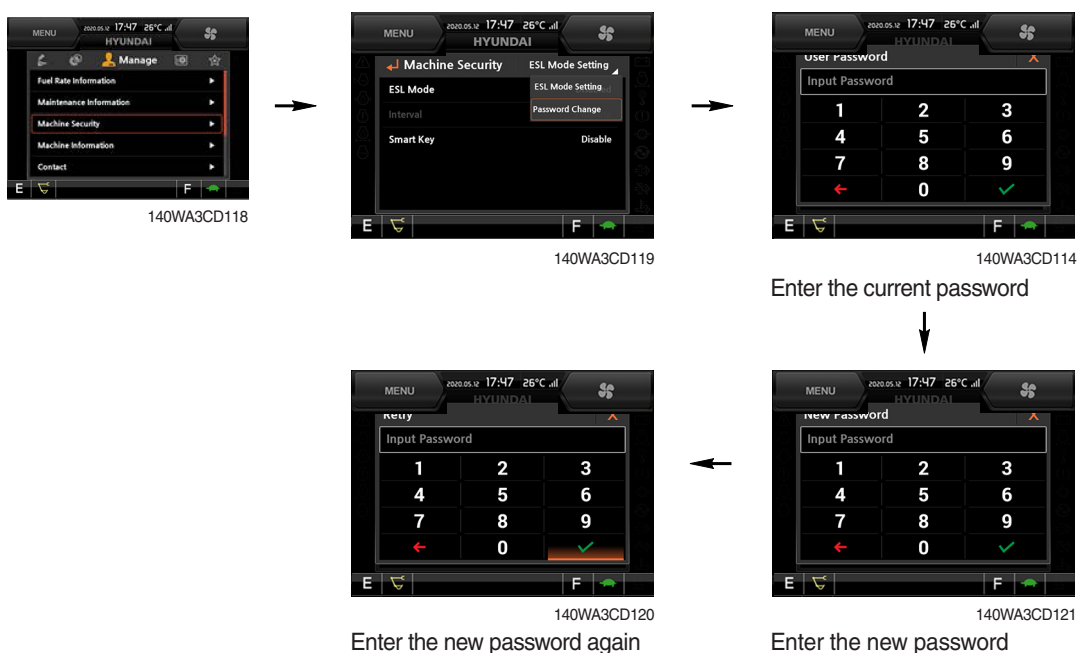 MENU 2020.05.12 17:47 26°C
HYUNDAI
Manage
Fuel Rate Information
Maintenance Information
Machine Security
Machine Information
Contact
E F
140WA3CD118
MENU 2020.05.12 17:47 26°C
HYUNDAI
Machine Security ESL Mode Setting
ESL Mode ESL Mode Setting
Interval Password Change
Smart Key Disable
E F
140WA3CD119
MENU 2020.05.12 17:47 26°C
HYUNDAI
User Password X
Input Password
1 2 3
4 5 6
7 8 9
0
E F
140WA3CD114
Enter the current password
MENU 2020.05.12 17:47 26°C
HYUNDAI
Retry X
Input Password
1 2 3
4 5 6
7 8 9
0
E F
140WA3CD120
Enter the new password again
MENU 2020.05.12 17:47 26°C
HYUNDAI
New Password X
Input Password
1 2 3
4 5 6
7 8 9
0
E F
140WA3CD121
Enter the new password